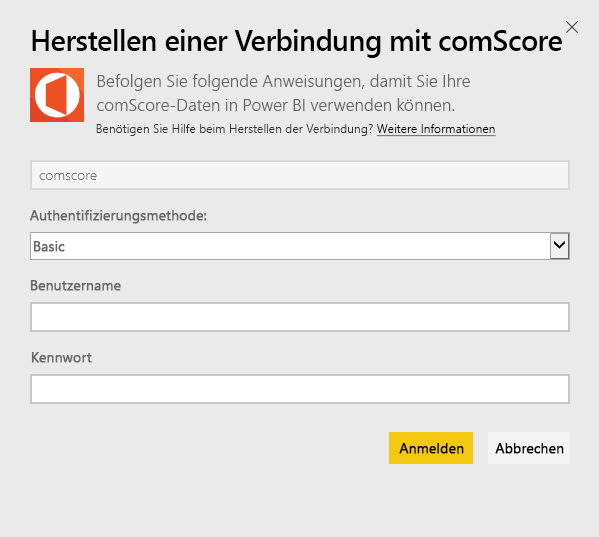 Herstellen einer Verbindung mit comScore
Befolgen Sie folgende Anweisungen, damit Sie Ihre
comScore-Daten in Power BI verwenden können.
Benötigen Sie Hilfe beim Herstellen der Verbindung? Weitere Informationen
comscore
Authentifizierungsmethode:
Basic
Benutzername
Kennwort
Anmelden Abbrechen